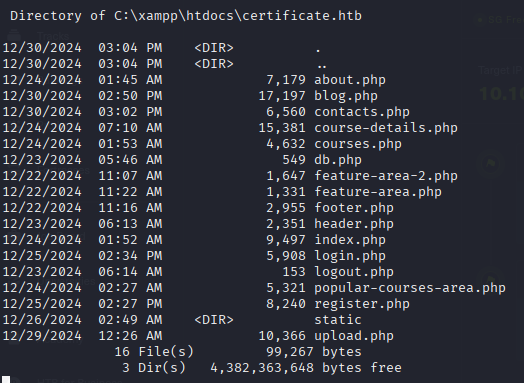 Directory of C:\xampp\htdocs\certificate.htb
12/30/2024  03:04 PM    <DIR>          .
12/30/2024  03:04 PM    <DIR>          ..
12/24/2024  01:45 AM             7,179 about.php
12/30/2024  02:50 PM            17,197 blog.php
12/30/2024  03:02 PM             6,560 contacts.php
12/24/2024  07:10 AM            15,381 course-details.php
12/24/2024  01:53 AM             4,632 courses.php
12/23/2024  05:46 AM               549 db.php
12/22/2024  11:07 AM             1,647 feature-area-2.php
12/22/2024  11:22 AM             1,331 feature-area.php
12/22/2024  11:16 AM             2,955 footer.php
12/23/2024  06:13 AM             2,351 header.php
12/24/2024  01:52 AM             9,497 index.php
12/25/2024  02:34 PM             5,908 login.php
12/23/2024  06:14 AM               153 logout.php
12/24/2024  02:27 AM             5,321 popular-courses-area.php
12/25/2024  02:27 PM             8,240 register.php
12/26/2024  02:49 AM    <DIR>          static
12/29/2024  12:26 AM            10,366 upload.php
16 File(s)         99,267 bytes
3 Dir(s)   4,382,363,648 bytes free